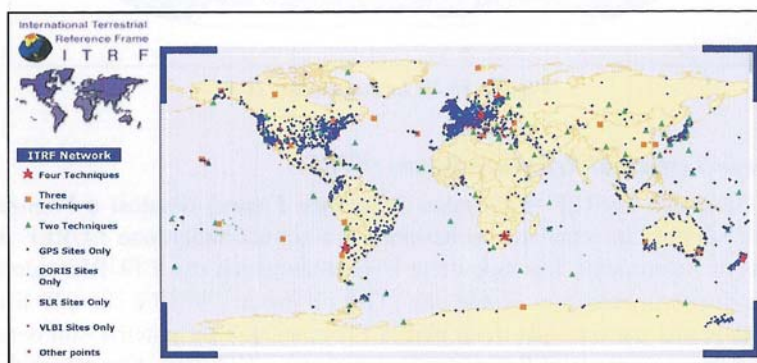 International Terrestrial
Reference Frame
I T R F
ITRF Network
Four Techniques
Three
Techniques
Two Techniques
Gps Sites Only
DORIS Sites
Only
SLR Sites Only
VLBI Sites Only
Other points